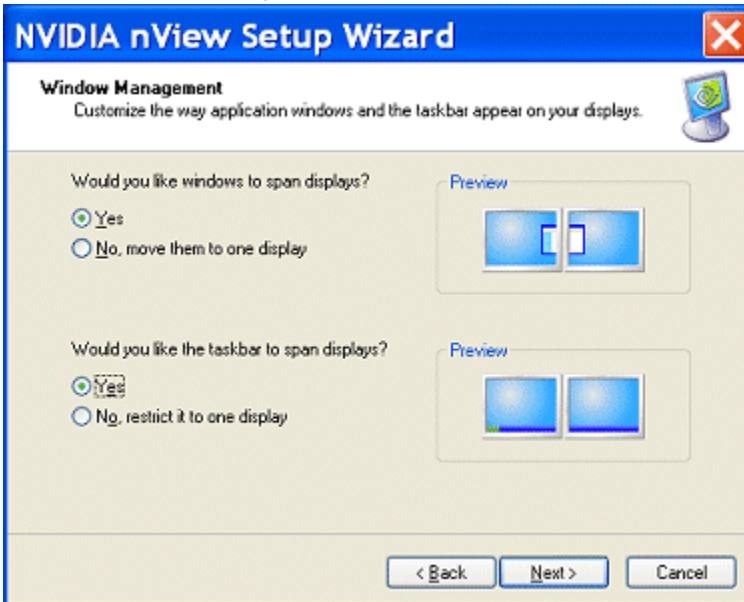 NVIDIA nView Setup Wizard
Window Management
Customize the way application windows and the taskbar appear on your displays.
Would you like windows to span displays?
Preview
Yes
No, move them to one display
Would you like the taskbar to span displays?
Preview
Yes
No, restrict it to one display
< Back
Next >
Cancel